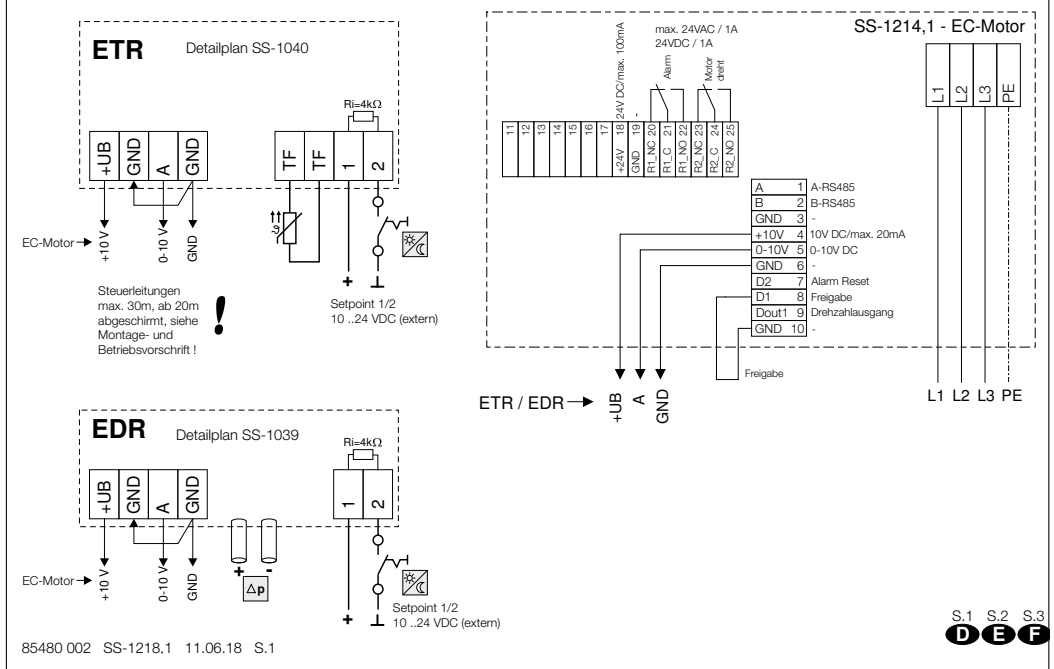 ETR
Detailplan SS-1040
Ri=4kΩ
+UB
GND
A
GND
TF
TF
1
2
EC-Motor
+10 V
0-10 V
GND
+
Setpoint 1/2
10 ..24 VDC (extern)
Steuerleitungen
max. 30m, ab 20m
abgeschirmt, siehe
Montage- und
Betriebsvorschrift !
!
EDR
Detailplan SS-1039
Ri=4kΩ
+UB
GND
A
GND
1
2
EC-Motor
+10 V
0-10 V
GND
+
-
Δp
+
Setpoint 1/2
10 ..24 VDC (extern)
SS-1214,1 - EC-Motor
max. 24VAC / 1A
24VDC / 1A
24V DC/max. 100mA
-
Alarm
Motor
dreht
11
12
13
14
15
16
17
+24V 18
GND 19
R1_NC 20
R1_C 21
R1_NO 22
R2_NC 23
R2_C 24
R2_NO 25
L1
L2
L3
PE
A 1 A-RS485
B 2 B-RS485
GND 3 -
+10V 4 10V DC/max. 20mA
0-10V 5 0-10V DC
GND 6 -
D2 7 Alarm Reset
D1 8 Freigabe
Dout1 9 Drehzahlausgang
GND 10 -
Freigabe
ETR / EDR
+UB
A
GND
L1 L2 L3 PE
85480 002 SS-1218,1 11.06.18 S.1
S.1 S.2 S.3
D E F